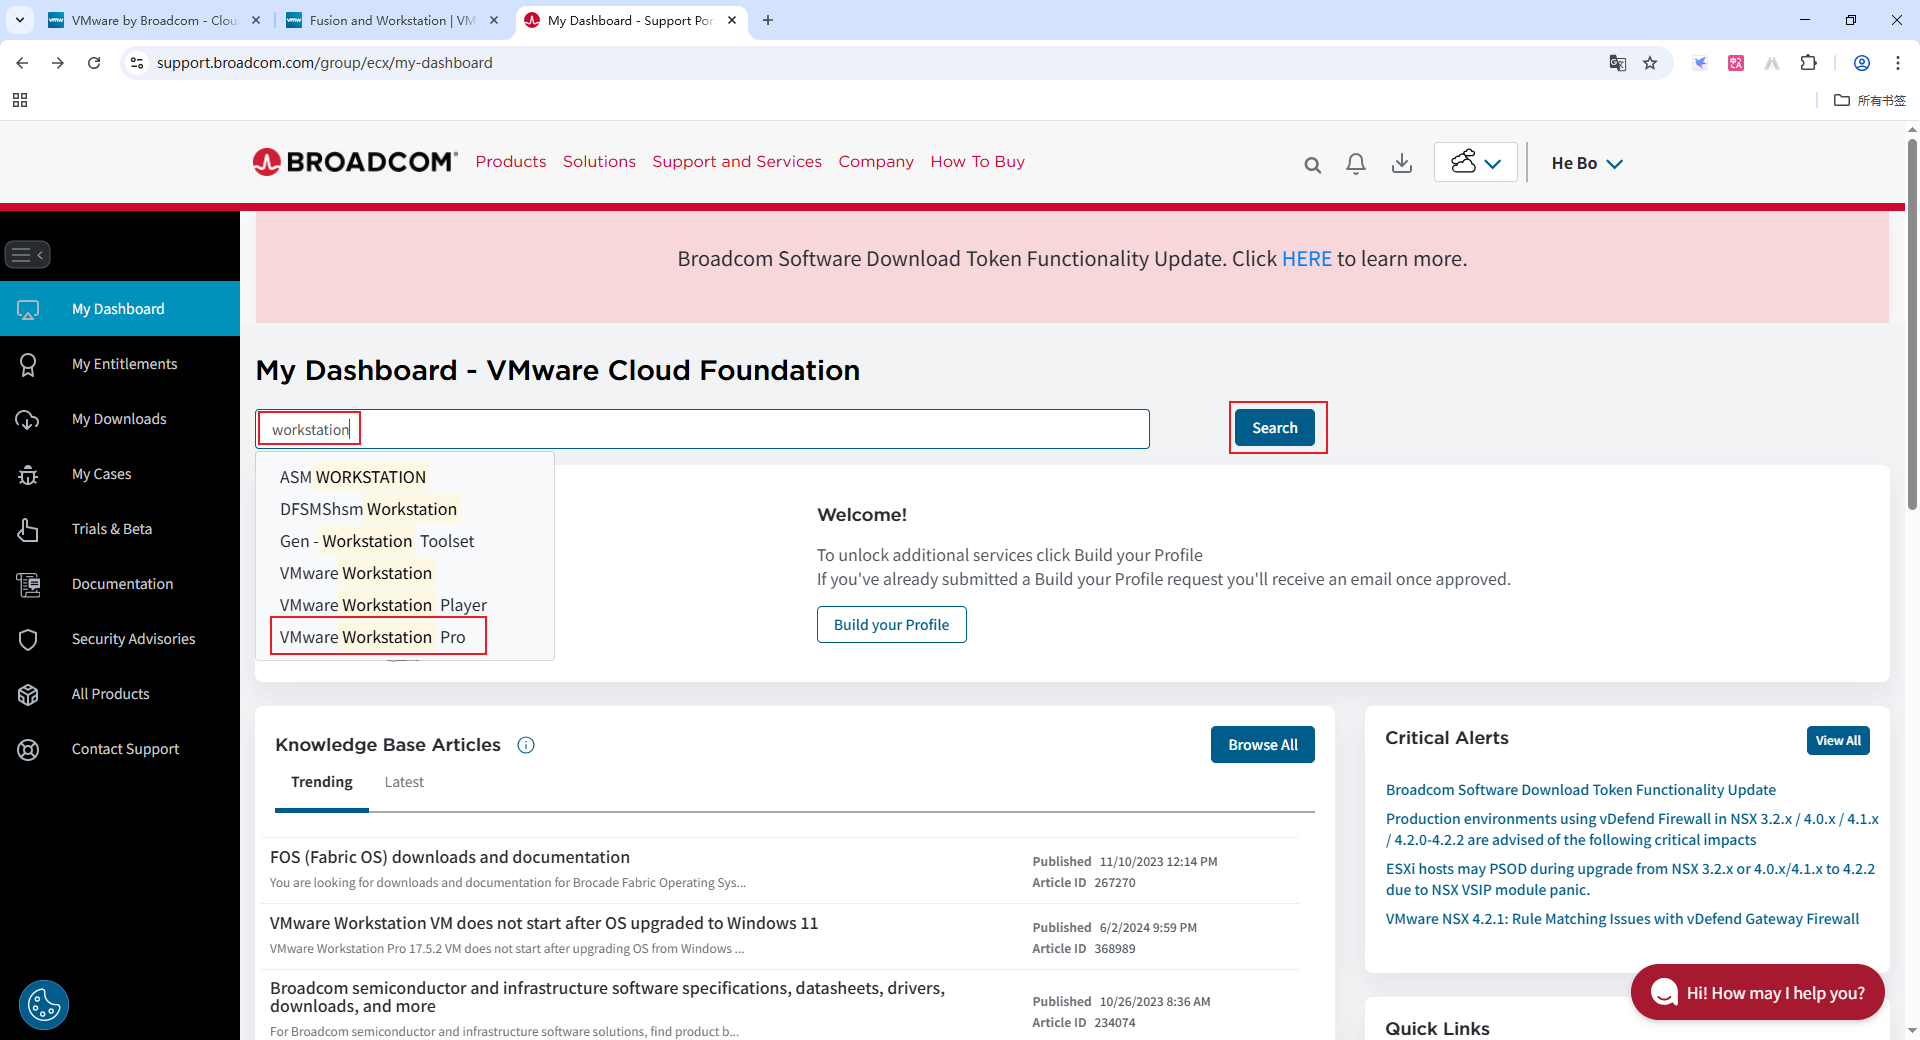 VMware by Broadcom - Clou
Fusion and Workstation | VM
My Dashboard - Support Por
support.broadcom.com/group/ecx/my-dashboard
所有书签
BROADCOM
Products
Solutions
Support and Services
Company
How To Buy
He Bo
Broadcom Software Download Token Functionality Update. Click HERE to learn more.
My Dashboard
My Entitlements
My Downloads
My Cases
Trials & Beta
Documentation
Security Advisories
All Products
Contact Support
My Dashboard - VMware Cloud Foundation
workstation
Search
ASM WORKSTATION
DFSMShsm Workstation
Gen - Workstation Toolset
VMware Workstation
VMware Workstation Player
VMware Workstation Pro
Welcome!
To unlock additional services click Build your Profile
If you've already submitted a Build your Profile request you'll receive an email once approved.
Build your Profile
Knowledge Base Articles
Browse All
Trending
Latest
FOS (Fabric OS) downloads and documentation
You are looking for downloads and documentation for Brocade Fabric Operating Sys...
Published 11/10/2023 12:14 PM
Article ID 267270
VMware Workstation VM does not start after OS upgraded to Windows 11
VMware Workstation Pro 17.5.2 VM does not start after upgrading OS from Windows ...
Published 6/2/2024 9:59 PM
Article ID 368989
Broadcom semiconductor and infrastructure software specifications, datasheets, drivers,
downloads, and more
For Broadcom semiconductor and infrastructure software solutions, find product b...
Published 10/26/2023 8:36 AM
Article ID 234074
Critical Alerts
View All
Broadcom Software Download Token Functionality Update
Production environments using vDefend Firewall in NSX 3.2.x / 4.0.x / 4.1.x
/ 4.2.0-4.2.2 are advised of the following critical impacts
ESXi hosts may PSOD during upgrade from NSX 3.2.x or 4.0.x/4.1.x to 4.2.2
due to NSX VSIP module panic.
VMware NSX 4.2.1: Rule Matching Issues with vDefend Gateway Firewall
Hi! How may I help you?
Quick Links